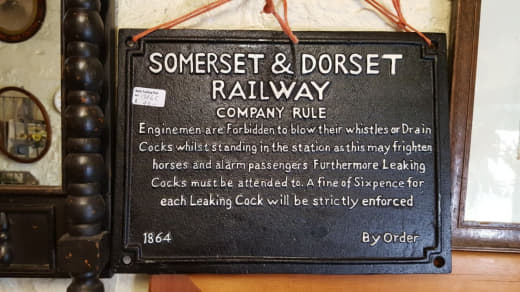 SOMERSET & DORSET
RAILWAY
COMPANY RULE
Enginemen are Forbidden to blow their whistles or Drain
Cocks whilst standing in the station as this may frighten
horses and alarm passengers Furthermore Leaking
Cocks must be attended to. A fine of Sixpence for
each Leaking Cock will be strictly enforced
1864 By Order